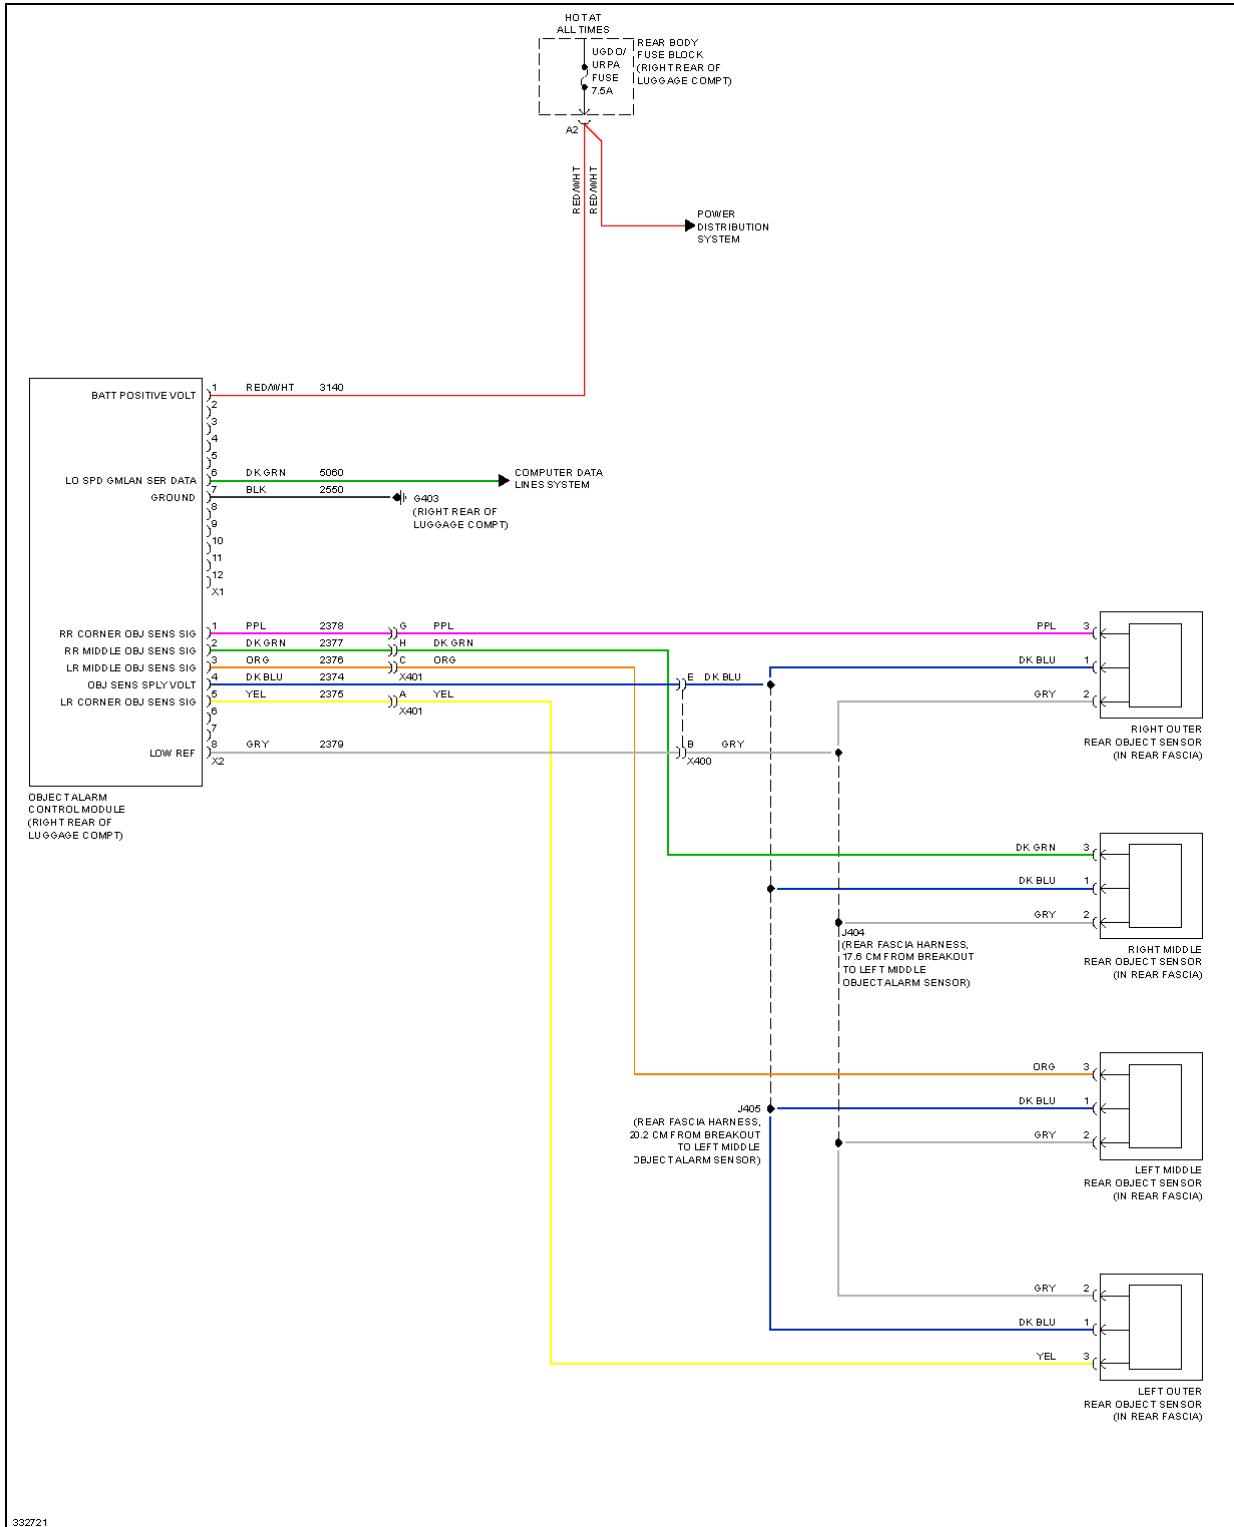 HOT AT
ALL TIMES
UGDO/
URPA
FUSE
7.5A
REAR BODY
FUSE BLOCK
(RIGHT REAR OF
LUGGAGE COMPT)
A2
RED/WHT
RED/WHT
POWER
DISTRIBUTION
SYSTEM
BATT POSITIVE VOLT
1 RED/WHT 3140
2
3
4
5
LO SPD GMLAN SER DATA
6 DK GRN 5060
COMPUTER DATA
LINES SYSTEM
GROUND
7 BLK 2550
G403
(RIGHT REAR OF
LUGGAGE COMPT)
8
9
10
11
12
X1
RR CORNER OBJ SENS SIG 1 PPL 2378 G PPL
RR MIDDLE OBJ SENS SIG 2 DK GRN 2377 H DK GRN
LR MIDDLE OBJ SENS SIG 3 ORG 2376 C ORG
X401
OBJ SENS SPLY VOLT 4 DK BLU 2374 E DK BLU
LR CORNER OBJ SENS SIG 5 YEL 2375 A YEL
X401
6
7
LOW REF 8 GRY 2379 B GRY
X2
X400
OBJECT ALARM
CONTROL MODULE
(RIGHT REAR OF
LUGGAGE COMPT)
PPL 3
DK BLU 1
GRY 2
RIGHT OUTER
REAR OBJECT SENSOR
(IN REAR FASCIA)
DK GRN 3
DK BLU 1
GRY 2
J404
(REAR FASCIA HARNESS,
17.6 CM FROM BREAKOUT
TO LEFT MIDDLE
OBJECT ALARM SENSOR)
RIGHT MIDDLE
REAR OBJECT SENSOR
(IN REAR FASCIA)
ORG 3
DK BLU 1
GRY 2
J405
(REAR FASCIA HARNESS,
20.2 CM FROM BREAKOUT
TO LEFT MIDDLE
OBJECT ALARM SENSOR)
LEFT MIDDLE
REAR OBJECT SENSOR
(IN REAR FASCIA)
GRY 2
DK BLU 1
YEL 3
LEFT OUTER
REAR OBJECT SENSOR
(IN REAR FASCIA)
332721